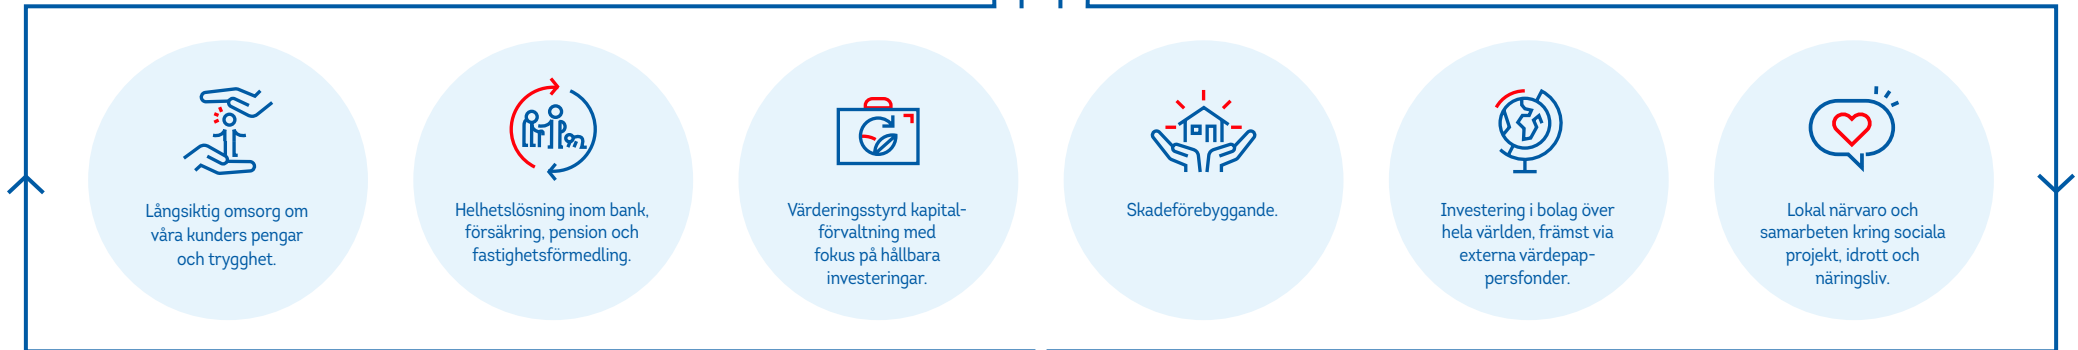 Långsiktig omsorg om
våra kunders pengar
och trygghet.
Helhetslösning inom bank,
försäkring, pension och
fastighetsförmedling.
Värderingsstyrd kapital-
förvaltning med
fokus på hållbara
investeringar.
Skadeförebyggande.
Investering i bolag över
hela världen, främst via
externa värdepap-
persfonder.
Lokal närvaro och
samarbeten kring sociala
projekt, idrott och
näringsliv.